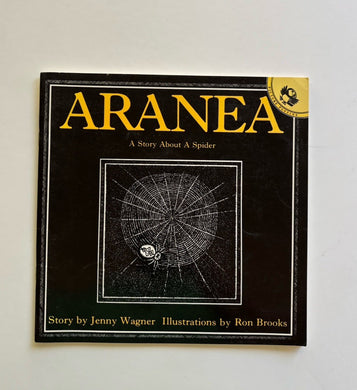 ARANEA
A Story About A Spider
Story by Jenny Wagner Illustrations by Ron Brooks